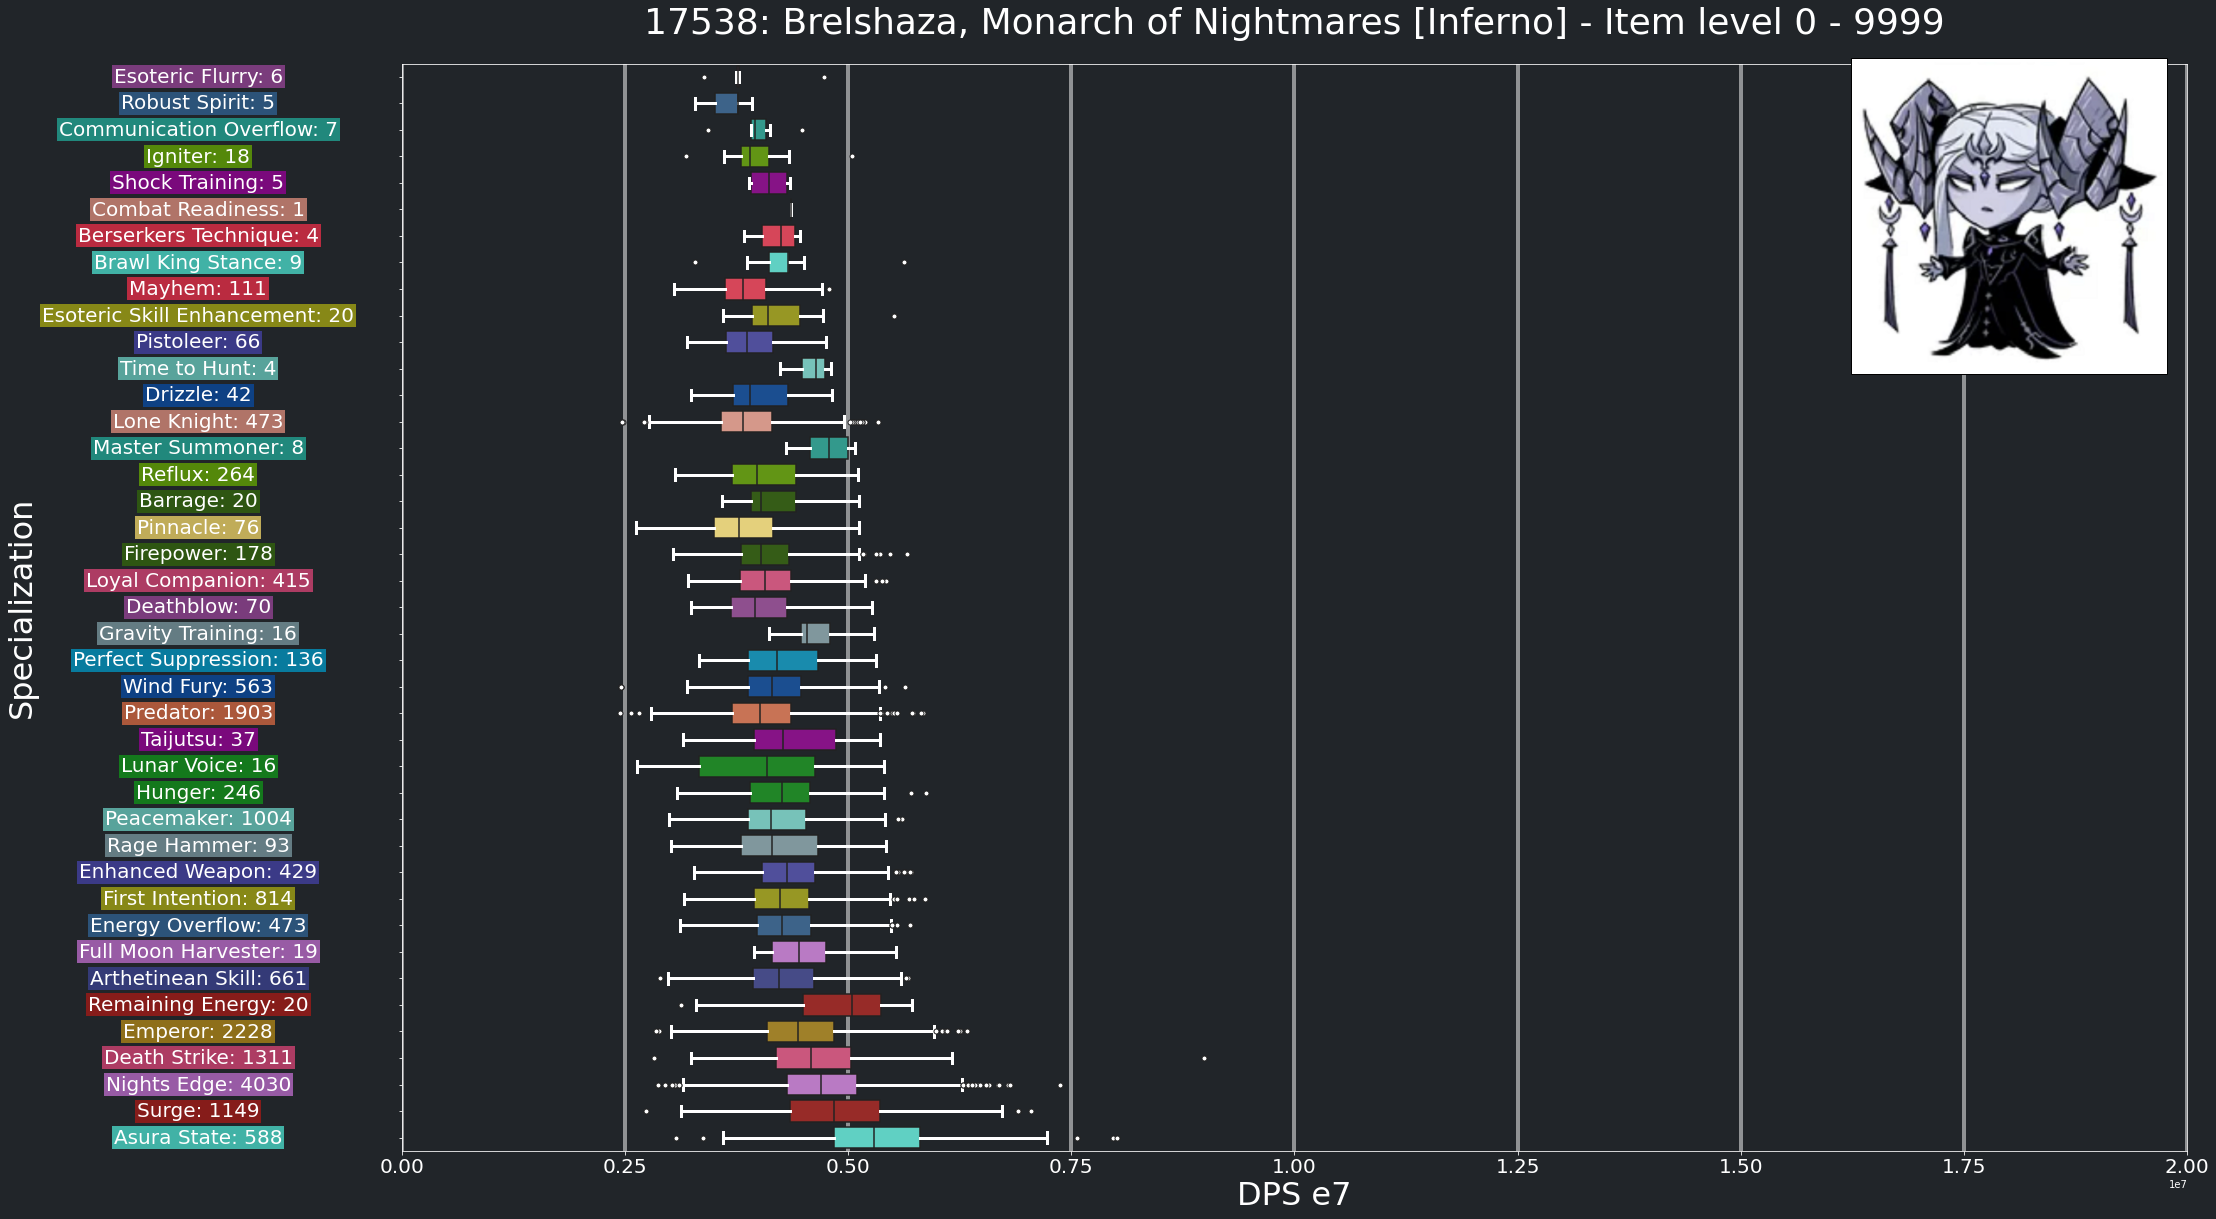 17538: Brelshaza, Monarch of Nightmares [Inferno] - Item level 0 - 9999
Specialization
Esoteric Flurry: 6
Robust Spirit: 5
Communication Overflow: 7
Igniter: 18
Shock Training: 5
Combat Readiness: 1
Berserkers Technique: 4
Brawl King Stance: 9
Mayhem: 111
Esoteric Skill Enhancement: 20
Pistoleer: 66
Time to Hunt: 4
Drizzle: 42
Lone Knight: 473
Master Summoner: 8
Reflux: 264
Barrage: 20
Pinnacle: 76
Firepower: 178
Loyal Companion: 415
Deathblow: 70
Gravity Training: 16
Perfect Suppression: 136
Wind Fury: 563
Predator: 1903
Taijutsu: 37
Lunar Voice: 16
Hunger: 246
Peacemaker: 1004
Rage Hammer: 93
Enhanced Weapon: 429
First Intention: 814
Energy Overflow: 473
Full Moon Harvester: 19
Arthetinean Skill: 661
Remaining Energy: 20
Emperor: 2228
Death Strike: 1311
Nights Edge: 4030
Surge: 1149
Asura State: 588
0.00 0.25 0.50 0.75 1.00 1.25 1.50 1.75 2.00
1e7
DPS e7